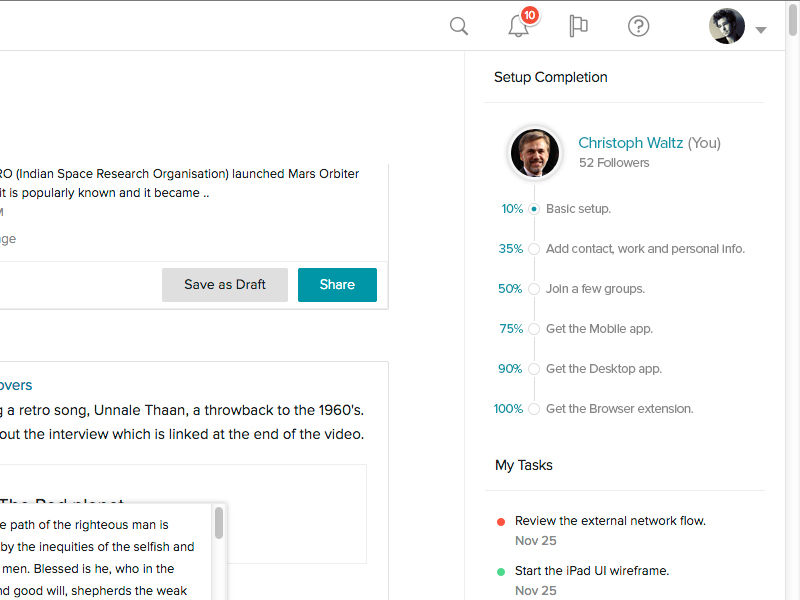 10
RO (Indian Space Research Organisation) launched Mars Orbiter
it is popularly known and it became ..
Save as Draft
Share
overs
g a retro song, Unnale Thaan, a throwback to the 1960's.
out the interview which is linked at the end of the video.
The Red planet
e path of the righteous man is
by the inequities of the selfish and
men. Blessed is he, who in the
nd good will, shepherds the weak
Setup Completion
Christoph Waltz (You)
52 Followers
10% Basic setup.
35% Add contact, work and personal info.
50% Join a few groups.
75% Get the Mobile app.
90% Get the Desktop app.
100% Get the Browser extension.
My Tasks
Review the external network flow.
Nov 25
Start the iPad UI wireframe.
Nov 25